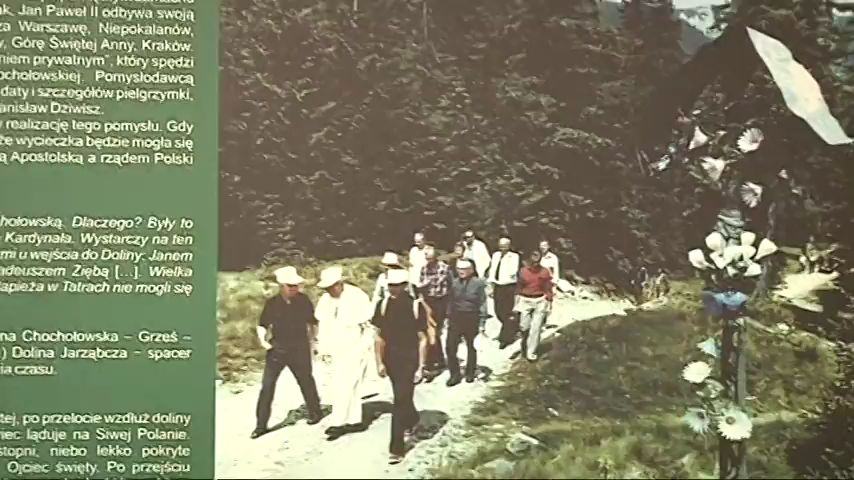 k, Jan Paweł II odbywa swoją
za Warszawę, Niepokalanów,
, Górę Świętej Anny, Kraków.
niem prywatnym", który spędzi
ochołowskiej. Pomysłodawcą
daty i szczegółów pielgrzymki,
anisław Dziwisz.
realizację tego pomysłu. Gdy
że wycieczka będzie mogła się
ą Apostolską a rządem Polski
chołowską. Dlaczego? Były to
Kardynała. Wystarczy na ten
mi u wejścia do Doliny: Janem
adeuszem Ziębą [...]. Wielka
apieża w Tatrach nie mogli się
na Chochołowska – Grześ –
) Dolina Jarząbcza – spacer
ia czasu.
tej, po przelocie wzdłuż doliny
iec ląduje na Siwej Polanie.
stopni, niebo lekko pokryte
Ojciec święty. Po przejściu